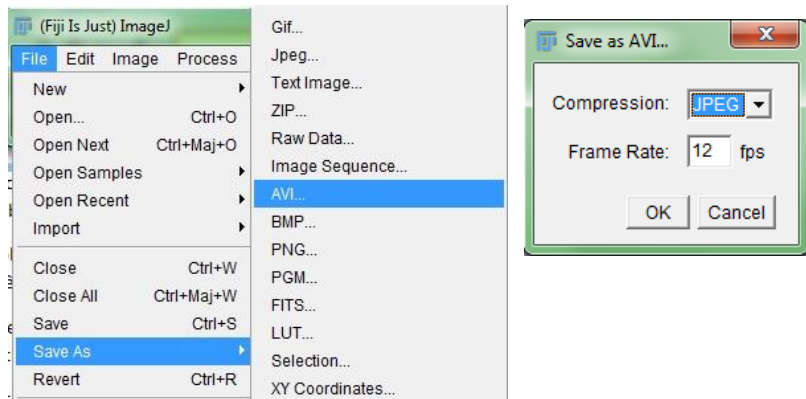 (Fiji Is Just) ImageJ
File Edit Image Process
New
Open... Ctrl+O
Open Next Ctrl+Maj+O
Open Samples
Open Recent
Import
Close Ctrl+W
Close All Ctrl+Maj+W
Save Ctrl+S
Save As
Revert Ctrl+R
Gif...
Jpeg...
Text Image...
ZIP...
Raw Data...
Image Sequence...
AVI...
BMP...
PNG...
PGM...
FITS...
LUT...
Selection...
XY Coordinates...
Save as AVI...
Compression: JPEG
Frame Rate: 12 fps
OK Cancel